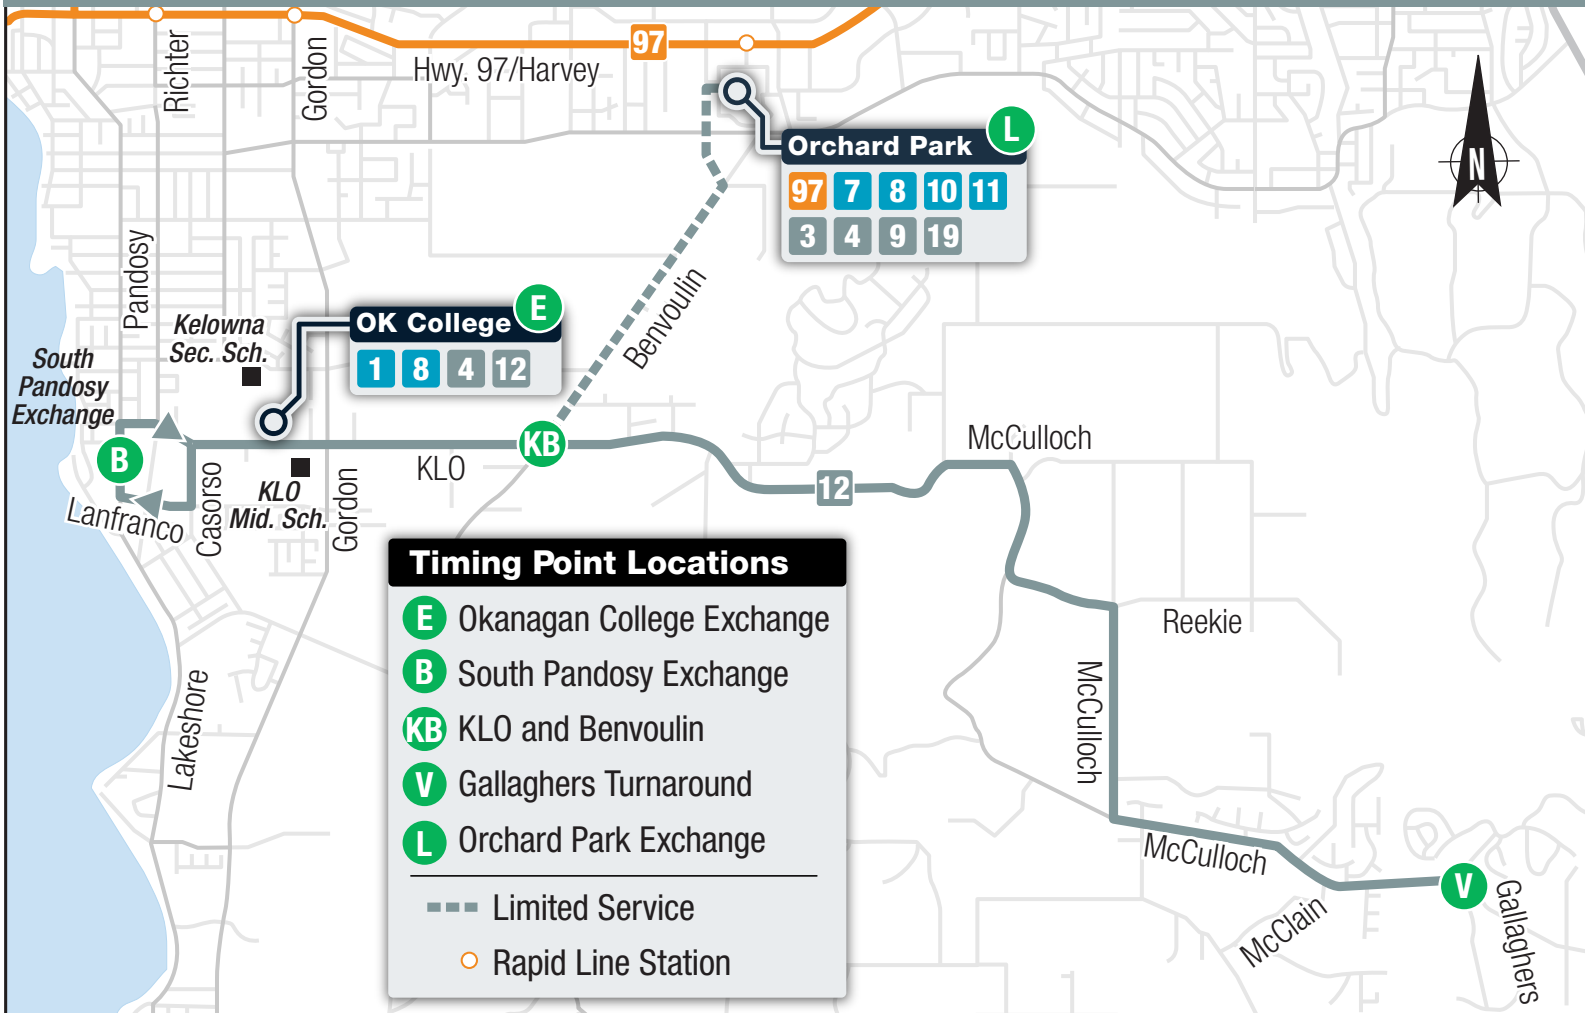 97
Hwy. 97/Harvey
Richter
Gordon
Orchard Park
L
97 7 8 10 11
3 4 9 19
N
Pandosy
Benvoulin
Kelowna
Sec. Sch.
OK College
E
1 8 4 12
South
Pandosy
Exchange
B
KLO
KB
McCulloch
12
Lanfranco
Casorso
KLO
Mid. Sch.
Gordon
Reekie
McCulloch
Lakeshore
McCulloch
McClain
V
Gallaghers
Timing Point Locations
E Okanagan College Exchange
B South Pandosy Exchange
KB KLO and Benvoulin
V Gallaghers Turnaround
L Orchard Park Exchange
Limited Service
Rapid Line Station